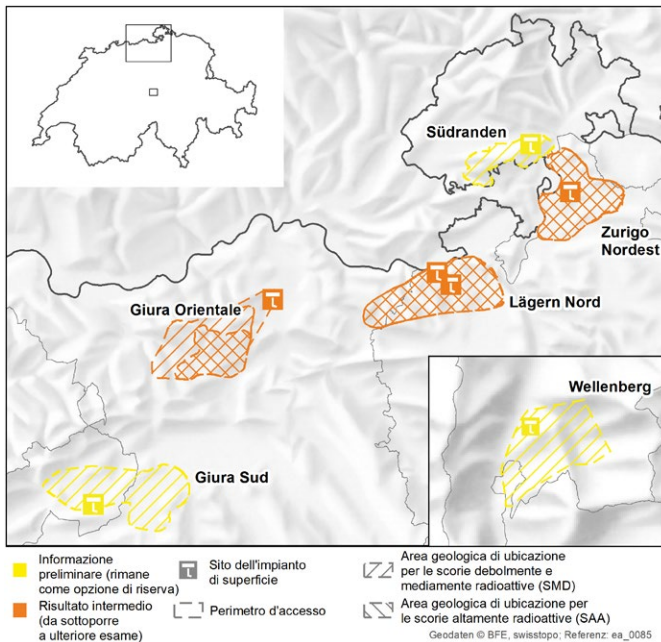 Südranden
Zurigo
Nordest
Lägern Nord
Giura Orientale
Wellenberg
Giura Sud
Informazione
preliminare (rimane
come opzione di riserva)
Risultato intermedio
(da sottoporre
a ulteriore esame)
Sito dell'impianto
di superficie
Perimetro d'accesso
Area geologica di ubicazione
per le scorie debolmente e
mediamente radioattive (SMD)
Area geologica di ubicazione per
le scorie altamente radioattive (SAA)
Geodaten © BFE, swisstopo; Referenz: ea_0085